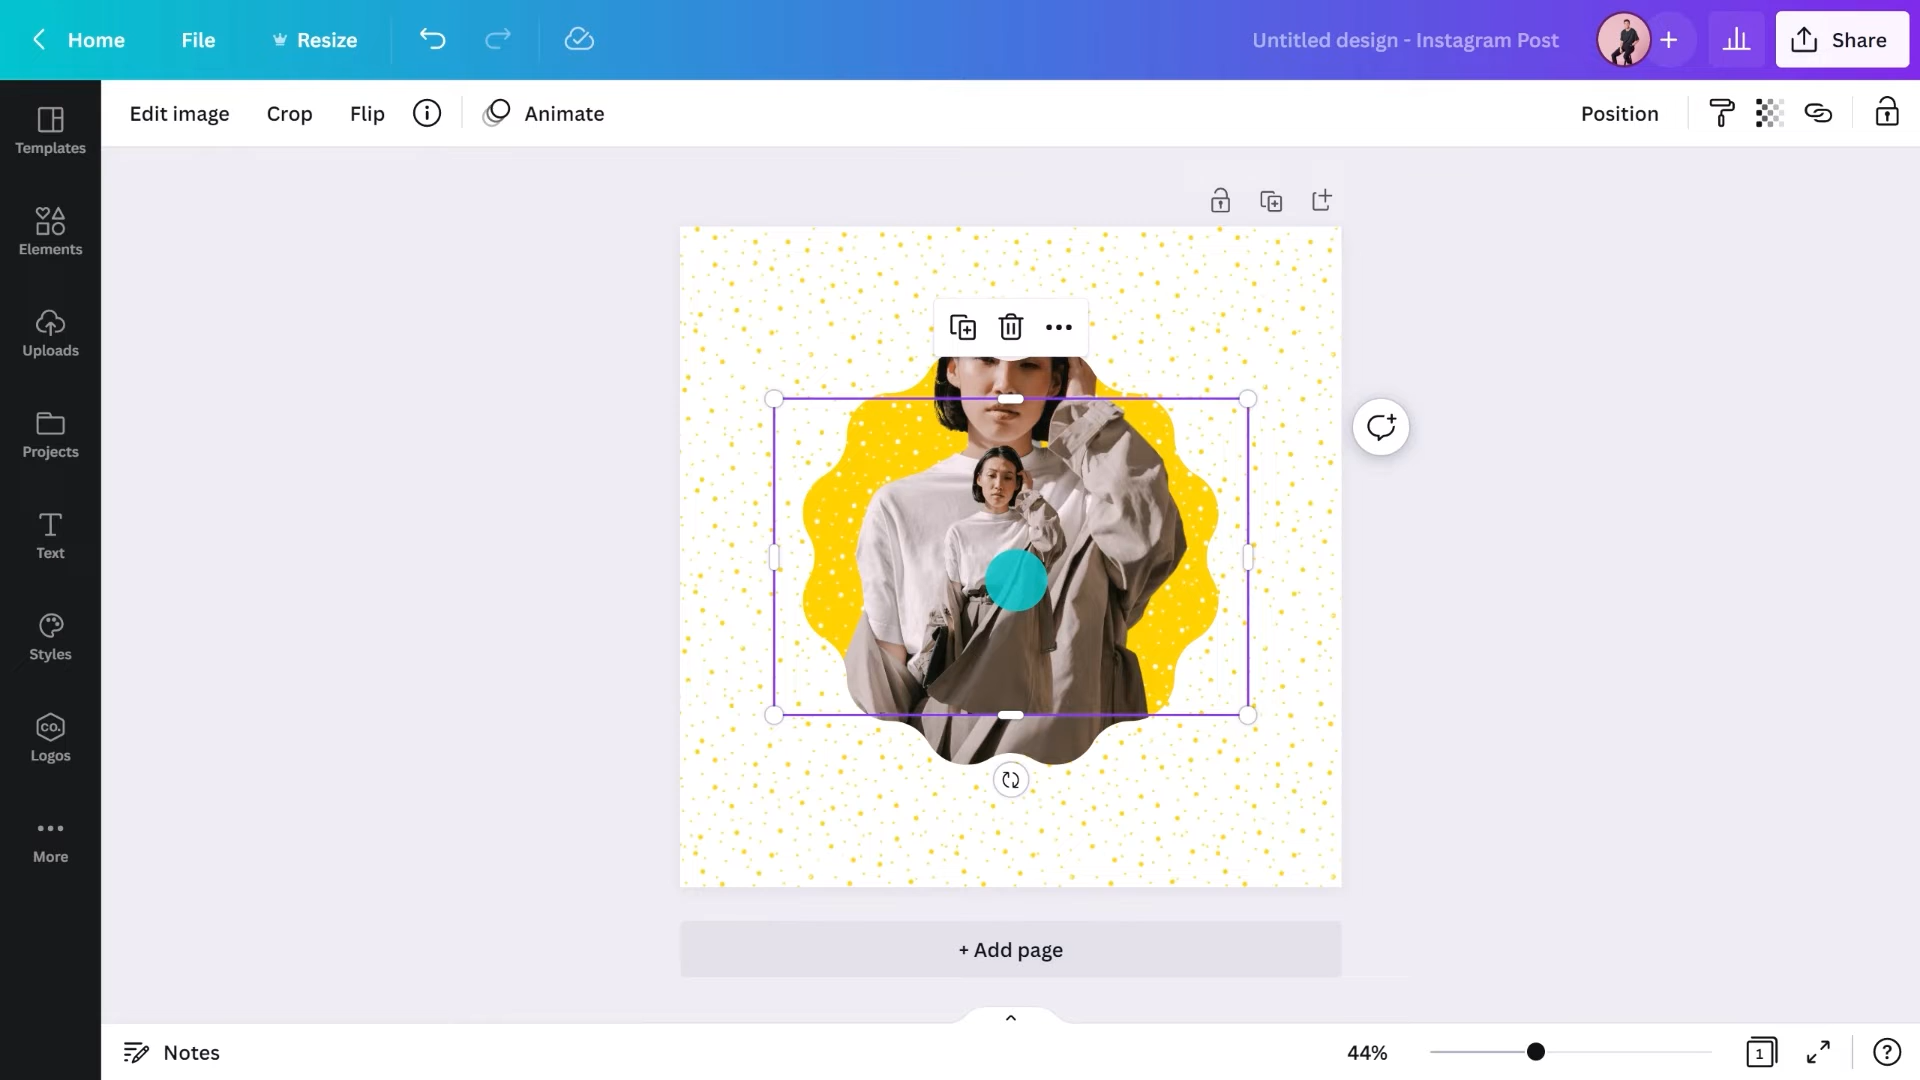 Home
File
Resize
Untitled design - Instagram Post
Share
Edit image
Crop
Flip
Animate
Position
Templates
Elements
Uploads
Projects
Text
Styles
CO.
Logos
More
+ Add page
Notes
44%
1